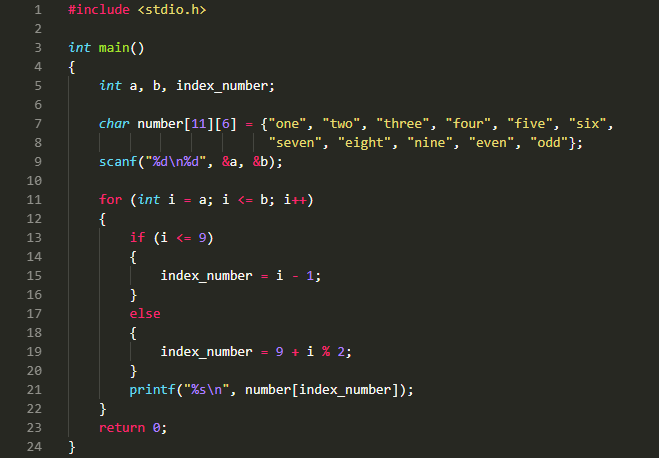 1 #include <stdio.h>
2
3 int main()
4 {
5     int a, b, index_number;
6
7     char number[11][6] = {"one", "two", "three", "four", "five", "six",
8                           "seven", "eight", "nine", "even", "odd"};
9     scanf("%d\n%d", &a, &b);
10
11     for (int i = a; i <= b; i++)
12     {
13         if (i <= 9)
14         {
15             index_number = i - 1;
16         }
17         else
18         {
19             index_number = 9 + i % 2;
20         }
21         printf("%s\n", number[index_number]);
22     }
23     return 0;
24 }